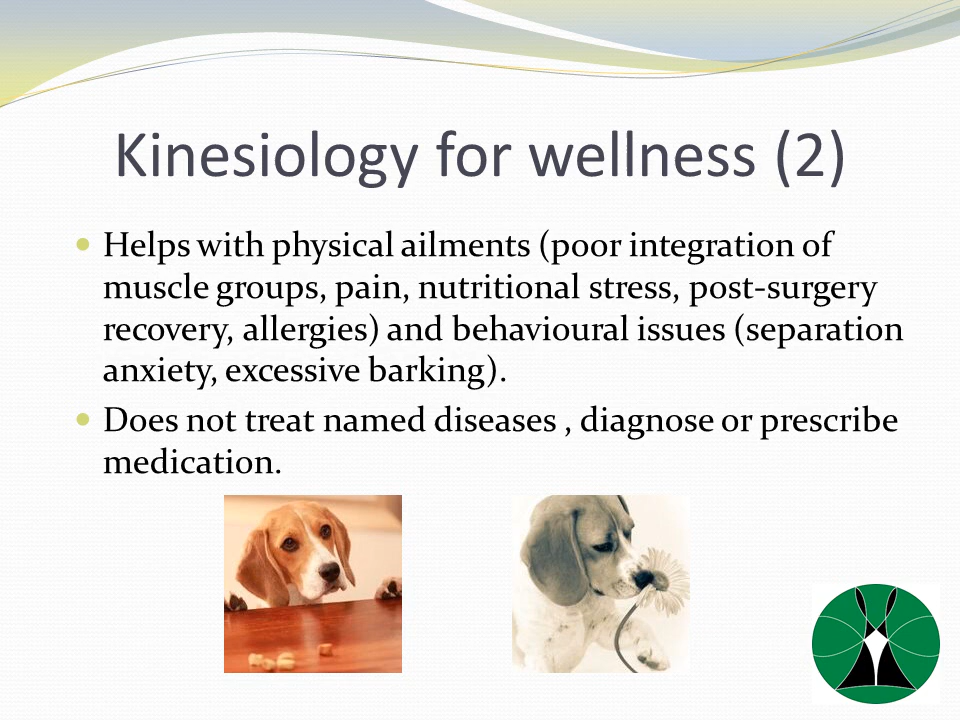 Kinesiology for wellness (2)
Helps with physical ailments (poor integration of
muscle groups, pain, nutritional stress, post-surgery
recovery, allergies) and behavioural issues (separation
anxiety, excessive barking).
Does not treat named diseases , diagnose or prescribe
medication.